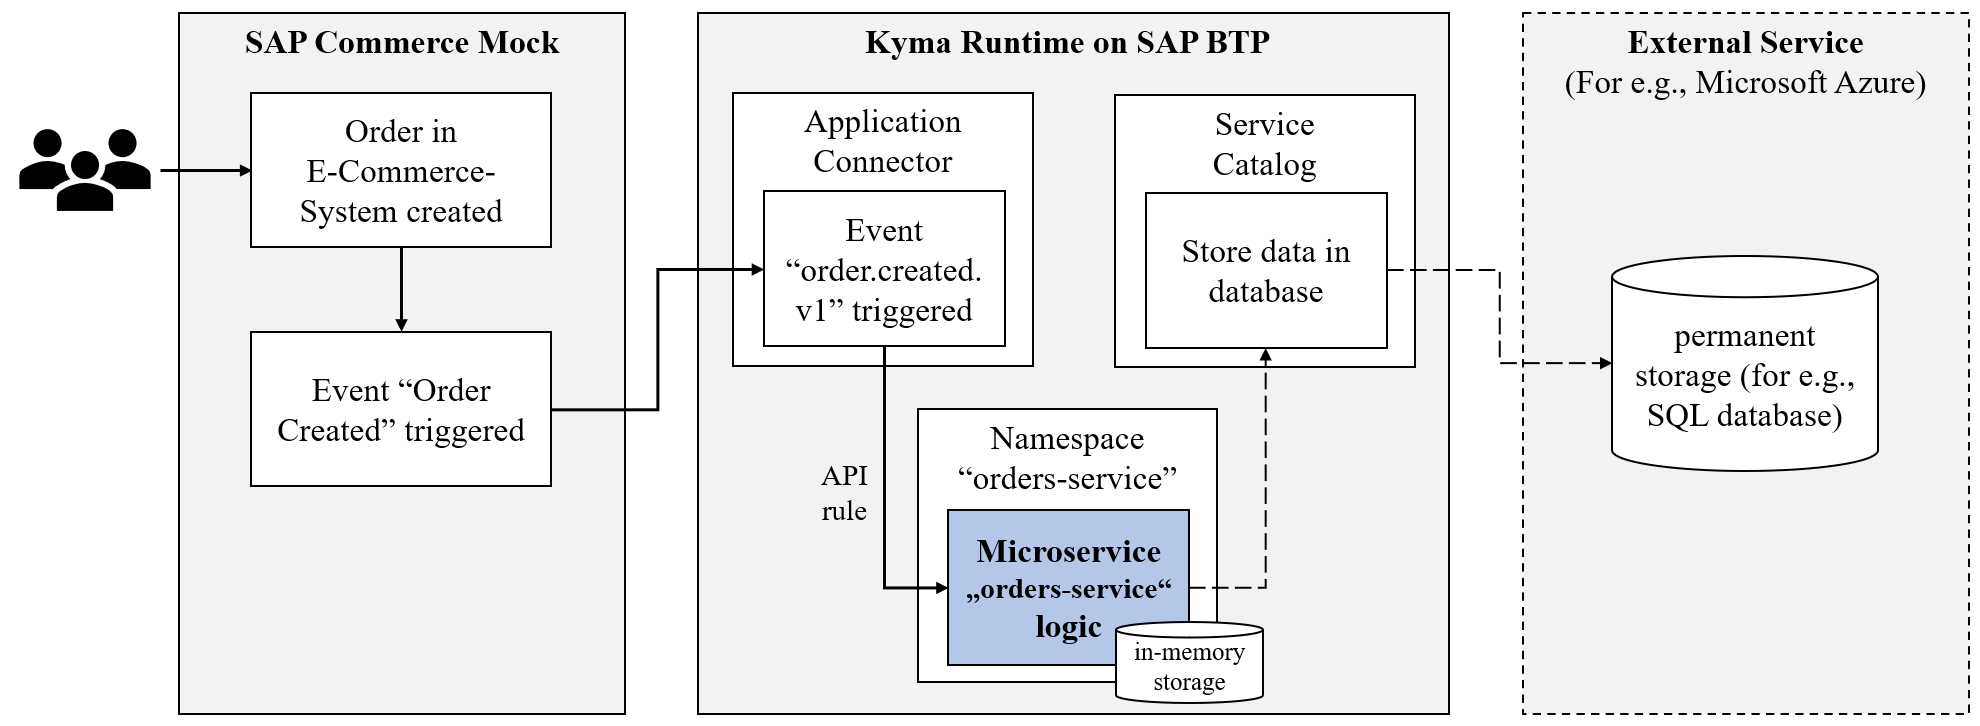 SAP Commerce Mock
Order in
E-Commerce-
System created
Event “Order
Created” triggered
Kyma Runtime on SAP BTP
Application
Connector
Event
“order.created.
v1” triggered
API
rule
Service
Catalog
Store data in
database
Namespace
“orders-service”
Microservice
„orders-service“
logic
in-memory
storage
External Service
(For e.g., Microsoft Azure)
permanent
storage (for e.g.,
SQL database)